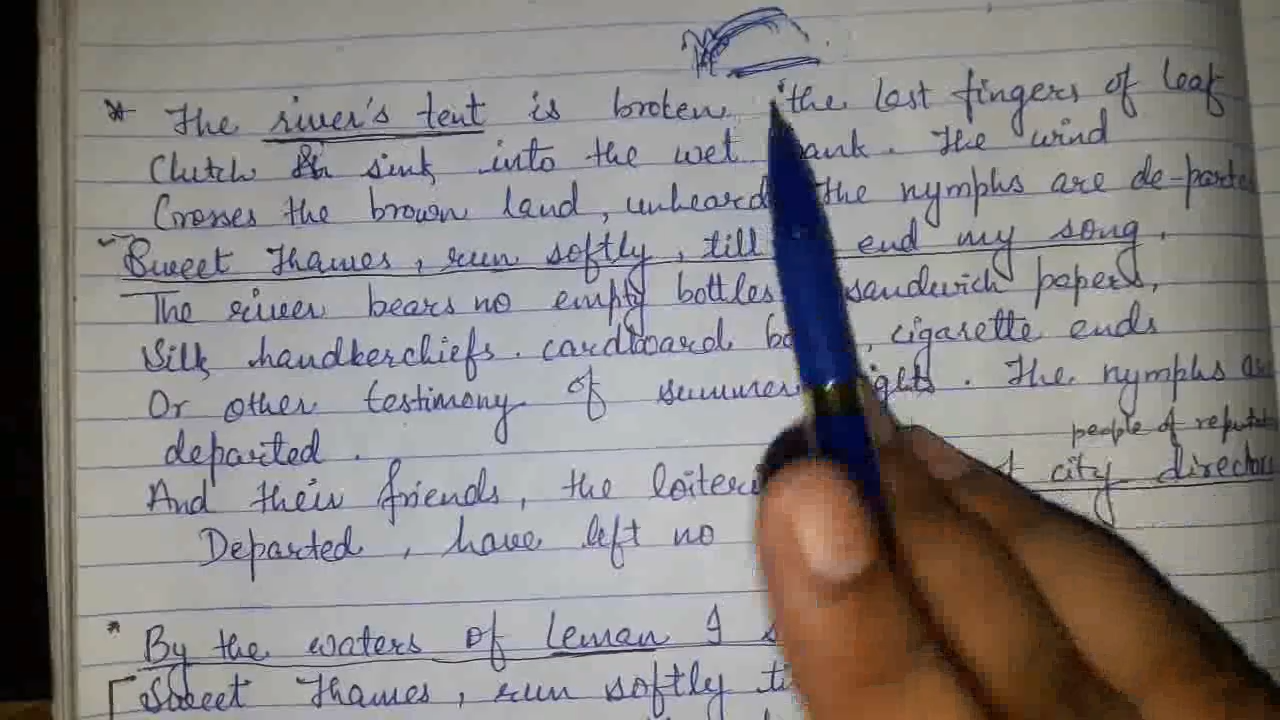 * The river's tent is broken, the last fingers of leaf
Clutch & sink into the wet bank. The wind
Crosses the brown land, unheard the nymphs are de-parted
Sweet Thames, run softly, till end my song.
The river bears no empty bottles sandwich papers,
Silk handkerchiefs. cardboard , cigarette ends
Or other testimony of summer nights. The nymphs are
departed.
people of
And their friends, the city
Departed, have left no
* By the waters of Leman I
Sweet Thames, run softly